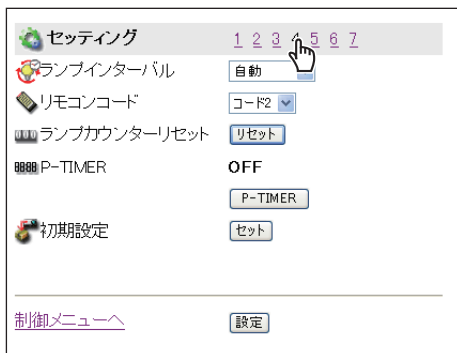 セッティング 1 2 3 4 5 6 7
ランプインターバル 自動
リモコンコード コード2
ランプカウンターリセット リセット
P-TIMER OFF
P-TIMER
初期設定 セット
制御メニューへ 設定